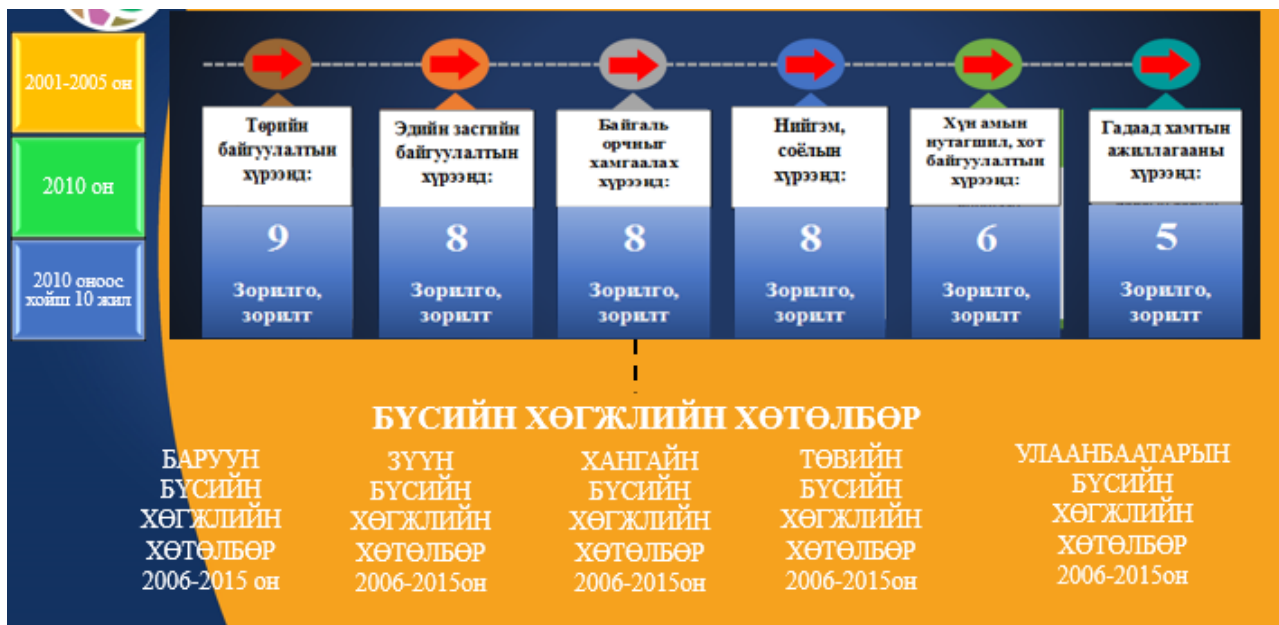 2001-2005 он
2010 он
2010 оноос
хойш 10 жил
Төрийн
байгуулалтын
хүрээнд:
9
Зорилго,
зорилт
Эдийн засгийн
байгуулалтын
хүрээнд:
8
Зорилго,
зорилт
Байгаль
орчныг
хамгаалах
хүрээнд:
8
Зорилго,
зорилт
Нийгэм,
соёлын
хүрээнд:
8
Зорилго,
зорилт
Хүн амын
нутагшил, хот
байгуулалтын
хүрээнд:
6
Зорилго,
зорилт
Гадаад хамтын
ажиллагааны
хүрээнд:
5
Зорилго,
зорилт
БҮСИЙН ХӨГЖЛИЙН ХӨТӨЛБӨР
БАРУУН
БҮСИЙН
ХӨГЖЛИЙН
ХӨТӨЛБӨР
2006-2015 он
ЗҮҮН
БҮСИЙН
ХӨГЖЛИЙН
ХӨТӨЛБӨР
2006-2015он
ХАНГАЙН
БҮСИЙН
ХӨГЖЛИЙН
ХӨТӨЛБӨР
2006-2015он
ТӨВИЙН
БҮСИЙН
ХӨГЖЛИЙН
ХӨТӨЛБӨР
2006-2015он
УЛААНБААТАРЫН
БҮСИЙН
ХӨГЖЛИЙН
ХӨТӨЛБӨР
2006-2015он